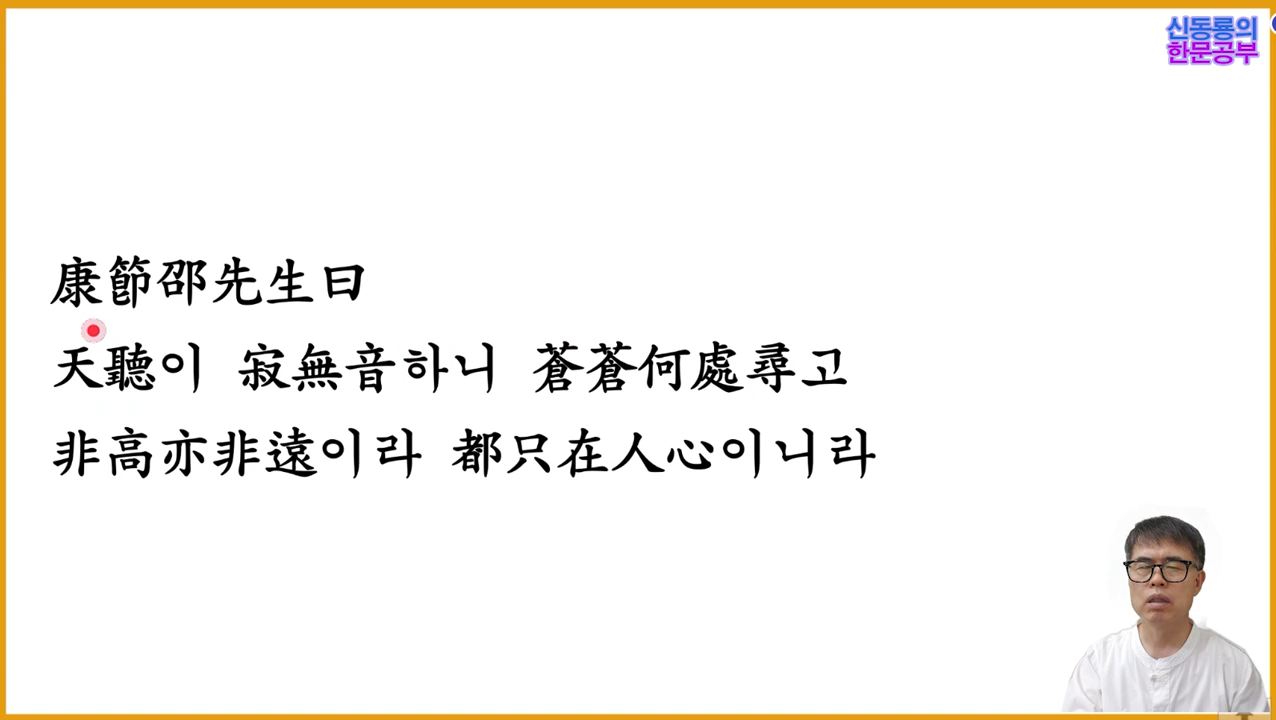 신동룡의
한문공부
康節邵先生曰
天聽이 寂無音하니 蒼蒼何處尋고
非高亦非遠이라 都只在人心이니라